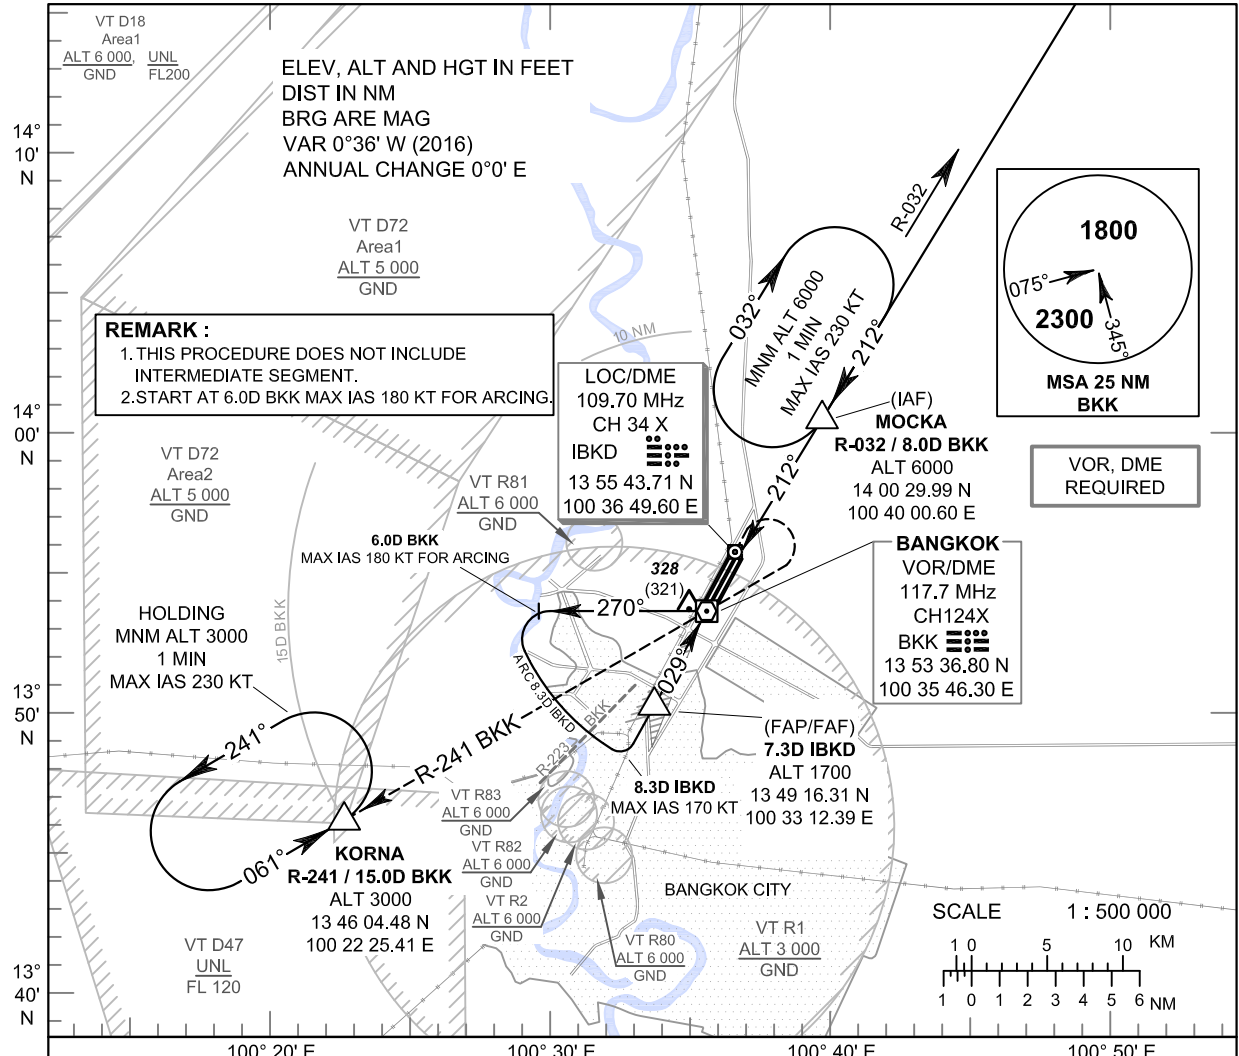 VT D18
Area1
ALT 6 000, UNL
GND FL200
ELEV, ALT AND HGT IN FEET
DIST IN NM
BRG ARE MAG
VAR 0°36' W (2016)
ANNUAL CHANGE 0°0' E
14°
10'
N
VT D72
Area1
ALT 5 000
GND
R-032
1800
075°
2300
345°
MSA 25 NM
BKK
REMARK :
1. THIS PROCEDURE DOES NOT INCLUDE
INTERMEDIATE SEGMENT.
2.START AT 6.0D BKK MAX IAS 180 KT FOR ARCING.
10 NM
032°
MNM ALT 6000
1 MIN
MAX IAS 230 KT
212°
LOC/DME
109.70 MHz
CH 34 X
IBKD
13 55 43.71 N
100 36 49.60 E
(IAF)
MOCKA
R-032 / 8.0D BKK
ALT 6000
14 00 29.99 N
100 40 00.60 E
14°
00'
N
212°
VOR, DME
REQUIRED
VT D72
Area2
ALT 5 000
GND
VT R81
ALT 6 000
GND
6.0D BKK
MAX IAS 180 KT FOR ARCING
328
(321)
BANGKOK
VOR/DME
117.7 MHz
CH124X
BKK
13 53 36.80 N
100 35 46.30 E
270°
HOLDING
MNM ALT 3000
1 MIN
MAX IAS 230 KT
15 D BKK
029°
ARC 8.3D IBKD
13°
50'
N
241°
R-241 BKK
R-223 BKK
(FAP/FAF)
7.3D IBKD
ALT 1700
13 49 16.31 N
100 33 12.39 E
8.3D IBKD
MAX IAS 170 KT
VT R83
ALT 6 000
GND
061°
KORNA
R-241 / 15.0D BKK
ALT 3000
13 46 04.48 N
100 22 25.41 E
VT R82
ALT 6 000
GND
VT R2
ALT 6 000
GND
BANGKOK CITY
VT R80
ALT 6 000
GND
VT R1
ALT 3 000
GND
VT D47
UNL
FL 120
SCALE 1 : 500 000
1 0 5 10 KM
1 0 1 2 3 4 5 6 NM
13°
40'
N
100° 20' E
100° 30' E
100° 40' E
100° 50' E